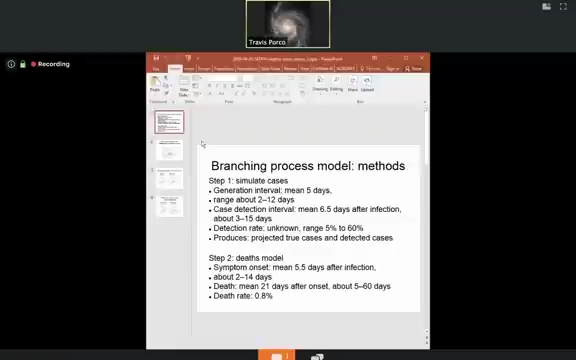 Travis Porco
Recording
Branching process model: methods
Step 1: simulate cases
• Generation interval: mean 5 days,
range about 2–12 days
• Case detection interval: mean 6.5 days after infection,
about 3–15 days
• Detection rate: unknown, range 5% to 60%
• Produces: projected true cases and detected cases
Step 2: deaths model
• Symptom onset: mean 5.5 days after infection,
• about 2–14 days
• Death: mean 21 days after onset, about 5–60 days
• Death rate: 0.8%